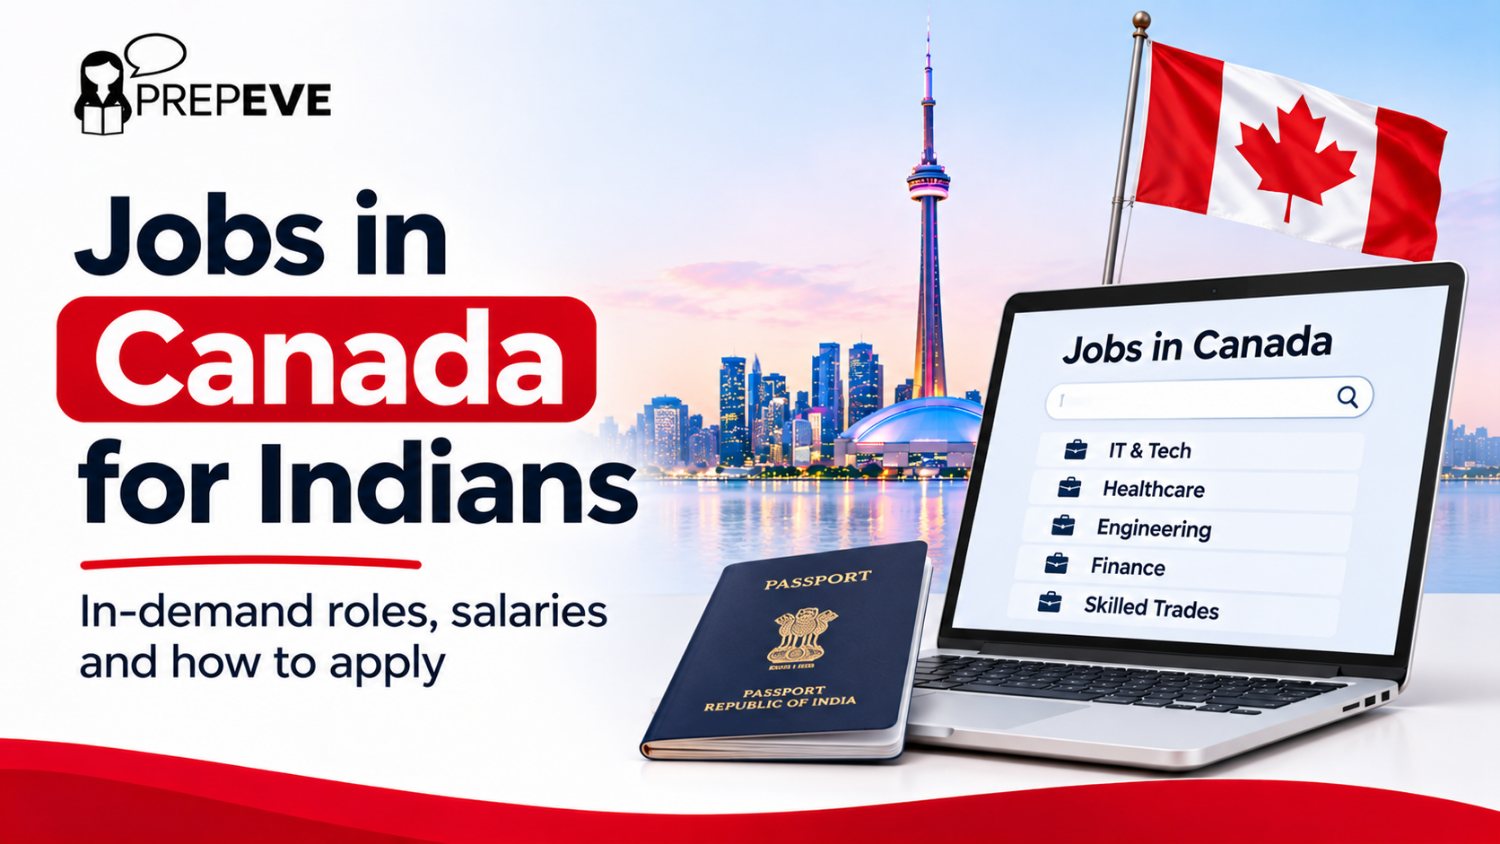 PREPEVE
Jobs in
Canada
for Indians
In-demand roles, salaries
and how to apply
Jobs in Canada
IT & Tech
Healthcare
Engineering
Finance
Skilled Trades
PASSPORT
PASSPORT
REPUBLIC OF INDIA